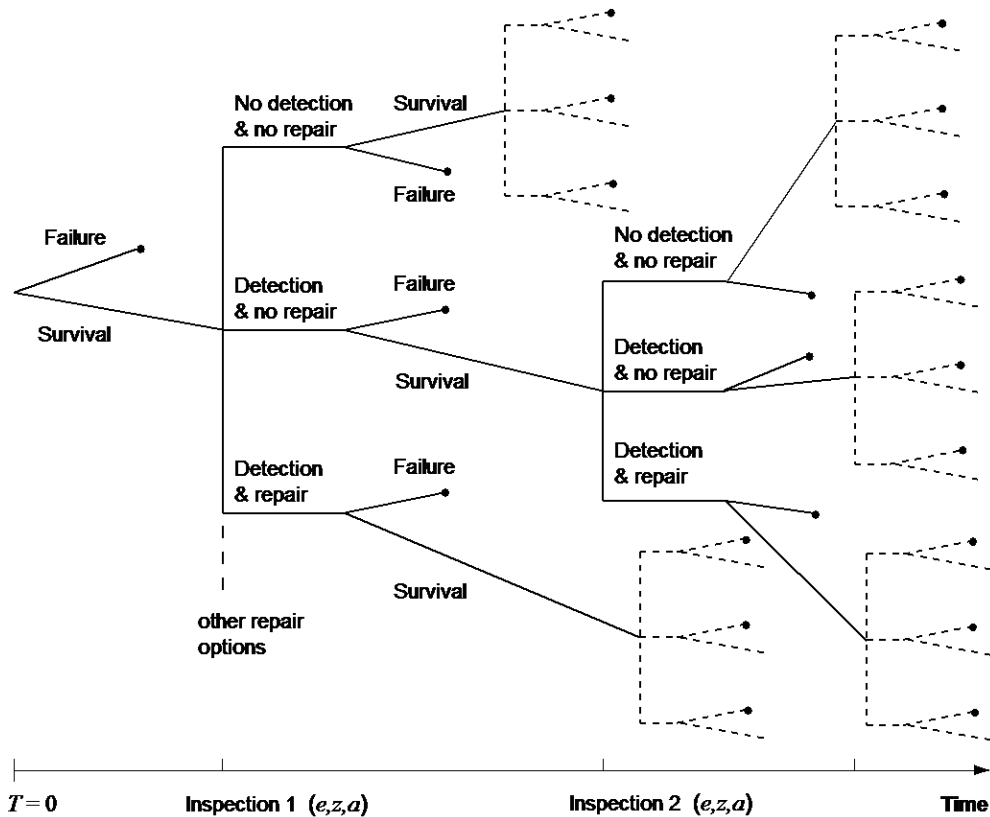 No detection
& no repair
Survival
Failure
Failure
Survival
Detection
& no repair
Failure
Survival
No detection
& no repair
Detection
& no repair
Detection
& repair
Detection
& repair
Failure
Survival
other repair
options
T = 0
Inspection 1 (e,z,a)
Inspection 2 (e,z,a)
Time